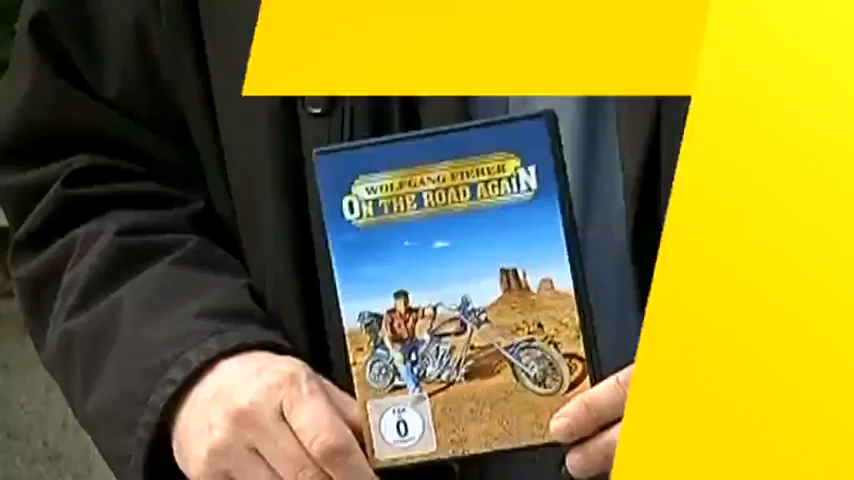 WOLFGANG FIERER
ON THE ROAD AGAIN
FSK
0